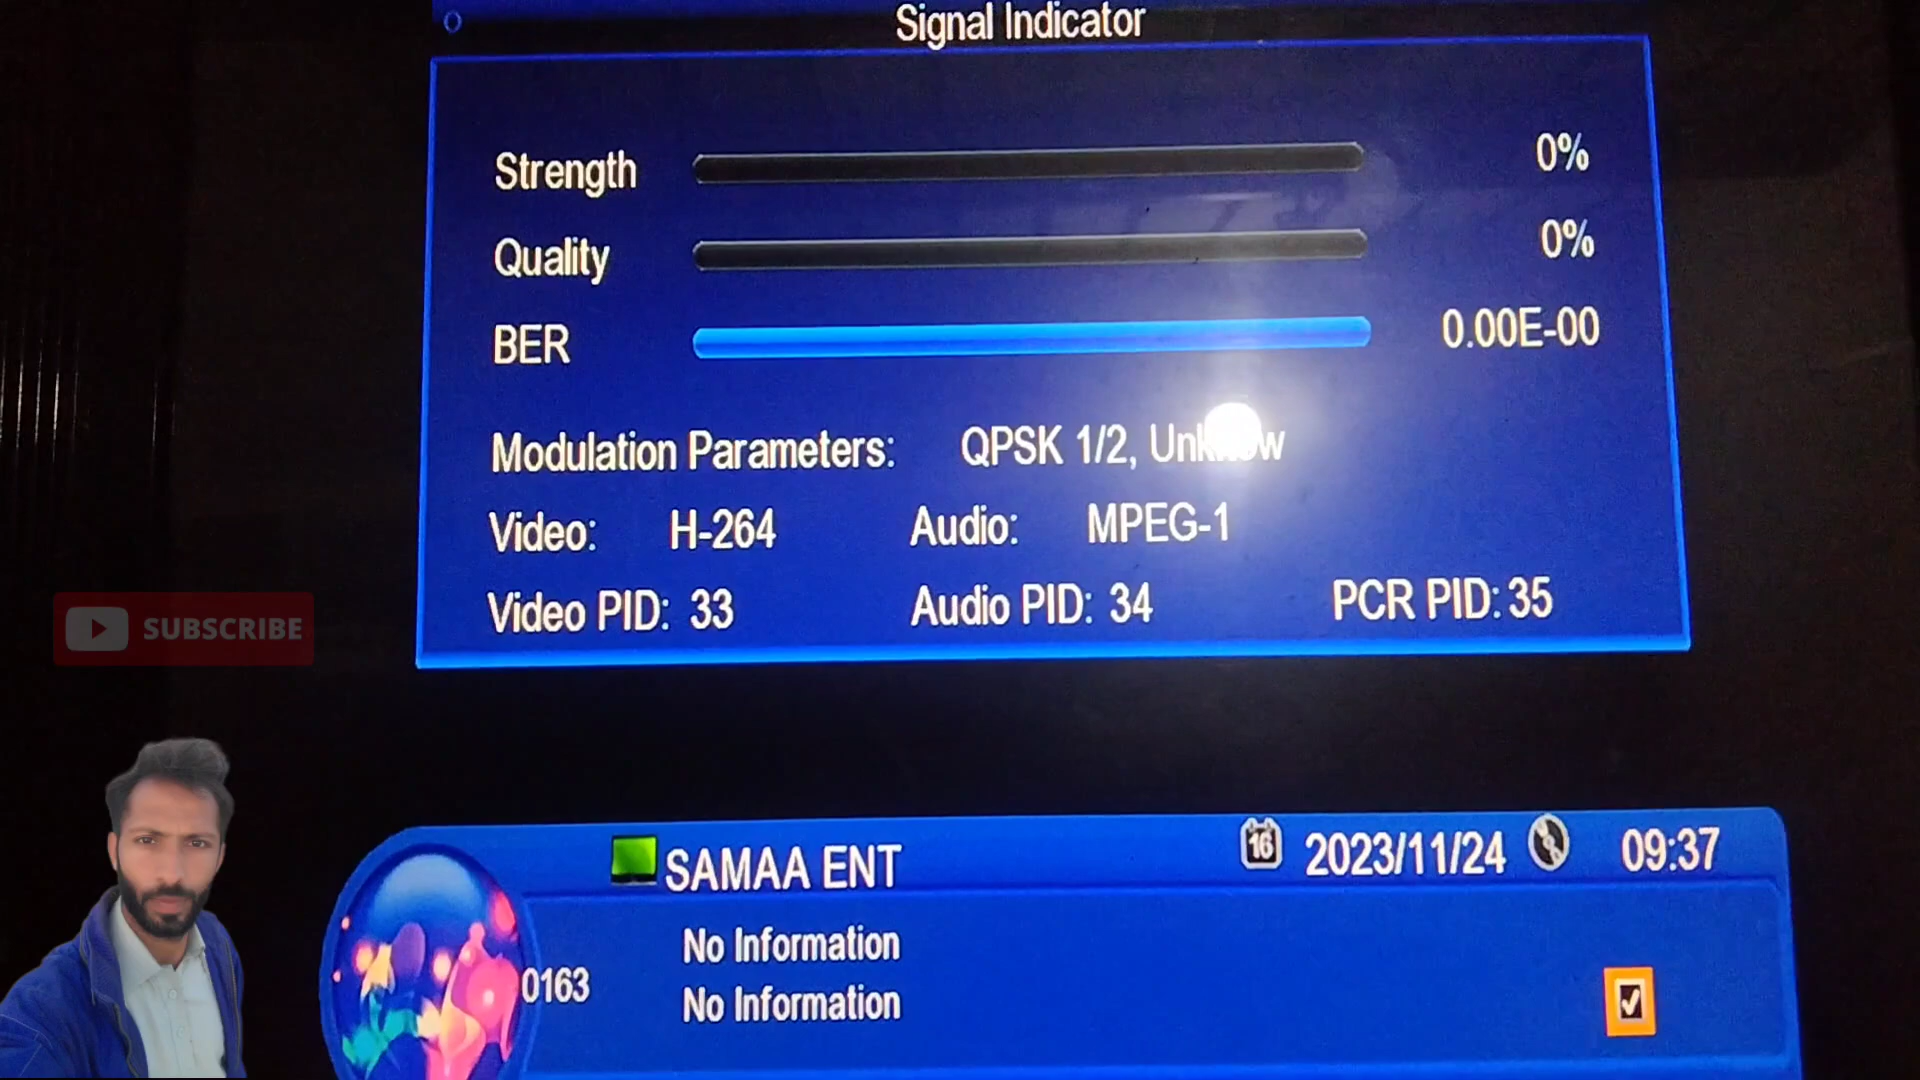 Signal Indicator
Strength 0%
Quality 0%
BER 0.00E-00
Modulation Parameters: QPSK 1/2,
Video: H-264 Audio: MPEG-1
Video PID: 33 Audio PID: 34 PCR PID: 35
SUBSCRIBE
SAMAA ENT 16 2023/11/24 09:37
No Information
0163
No Information